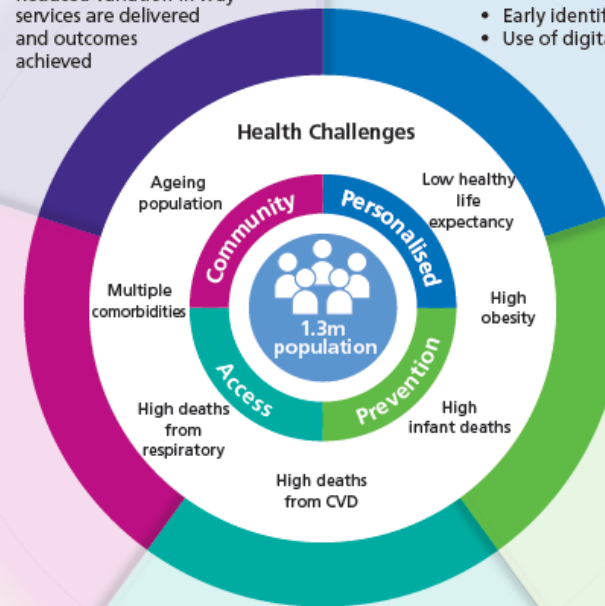 services are delivered
and outcomes
achieved
• Early identif
• Use of digita
Health Challenges
Ageing
population
Low healthy
life
expectancy
Community
Personalised
Multiple
comorbidities
1.3m
population
High
obesity
Access
Prevention
High deaths
from
respiratory
High
infant deaths
High deaths
from CVD